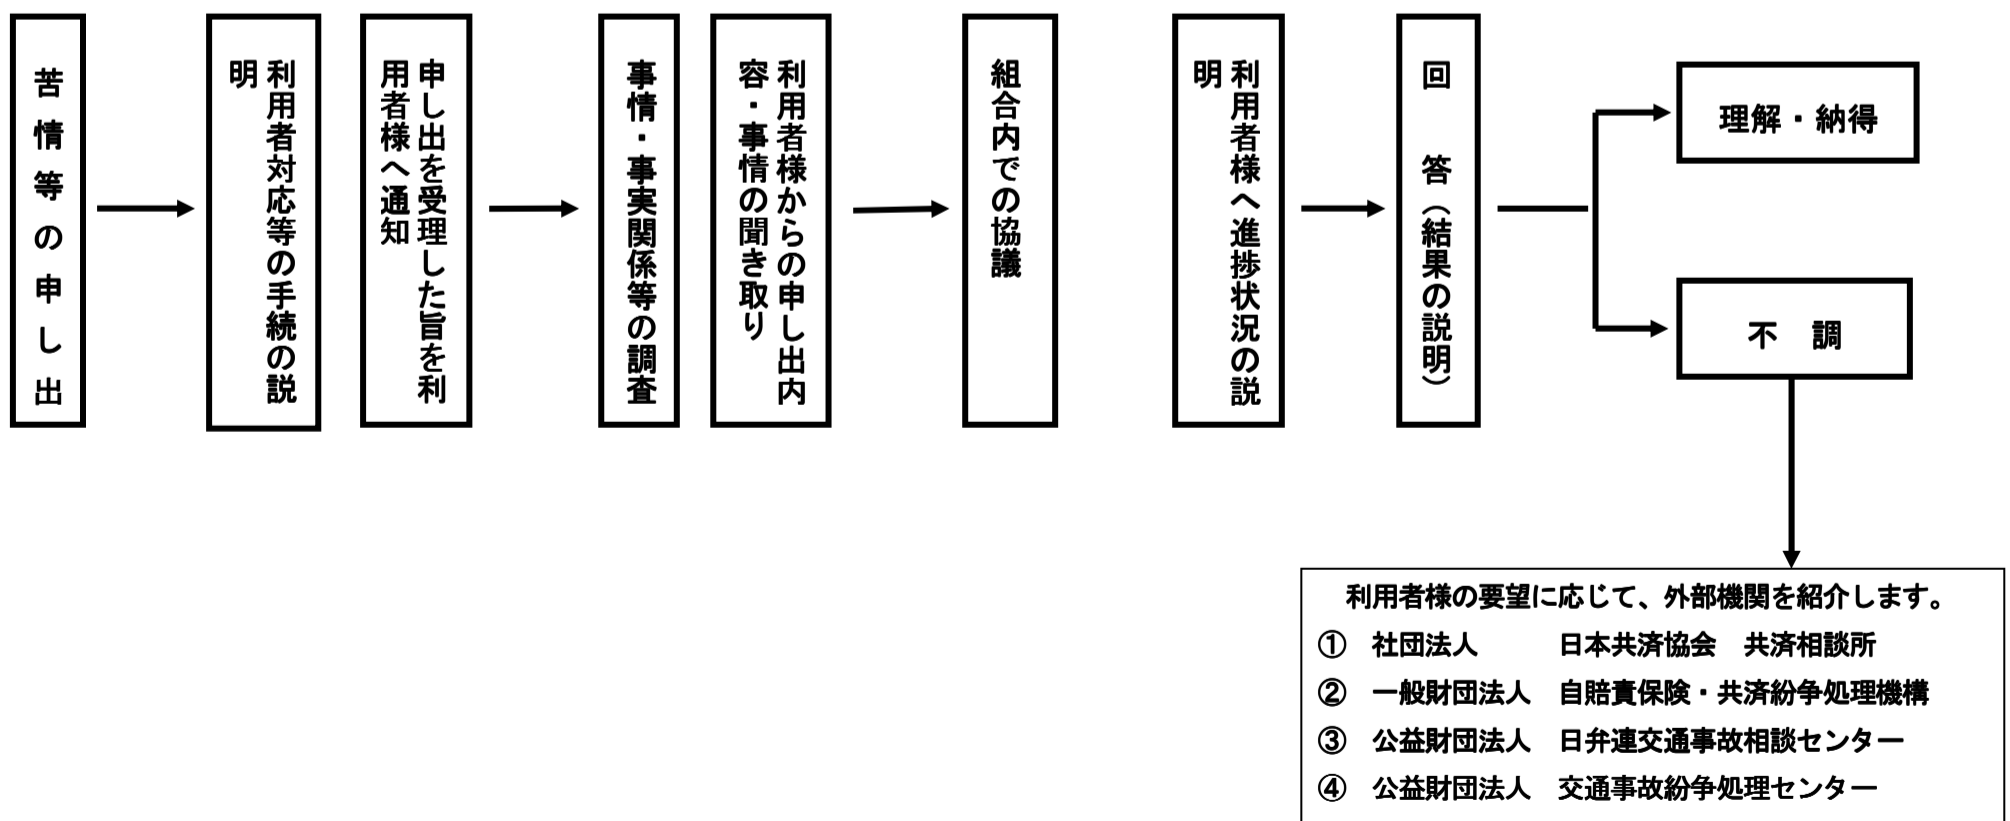 苦情等の申し出
利用者対応等の手続の説
明
申し出を受理した旨を利
用者様へ通知
事情・事実関係等の調査
利用者様からの申し出内
容・事情の聞き取り
組合内での協議
利用者様へ進捗状況の説
明
回　答（結果の説明）
理解・納得
不　調
利用者様の要望に応じて、外部機関を紹介します。
①　社団法人　　　日本共済協会　共済相談所
②　一般財団法人　自賠責保険・共済紛争処理機構
③　公益財団法人　日弁連交通事故相談センター
④　公益財団法人　交通事故紛争処理センター